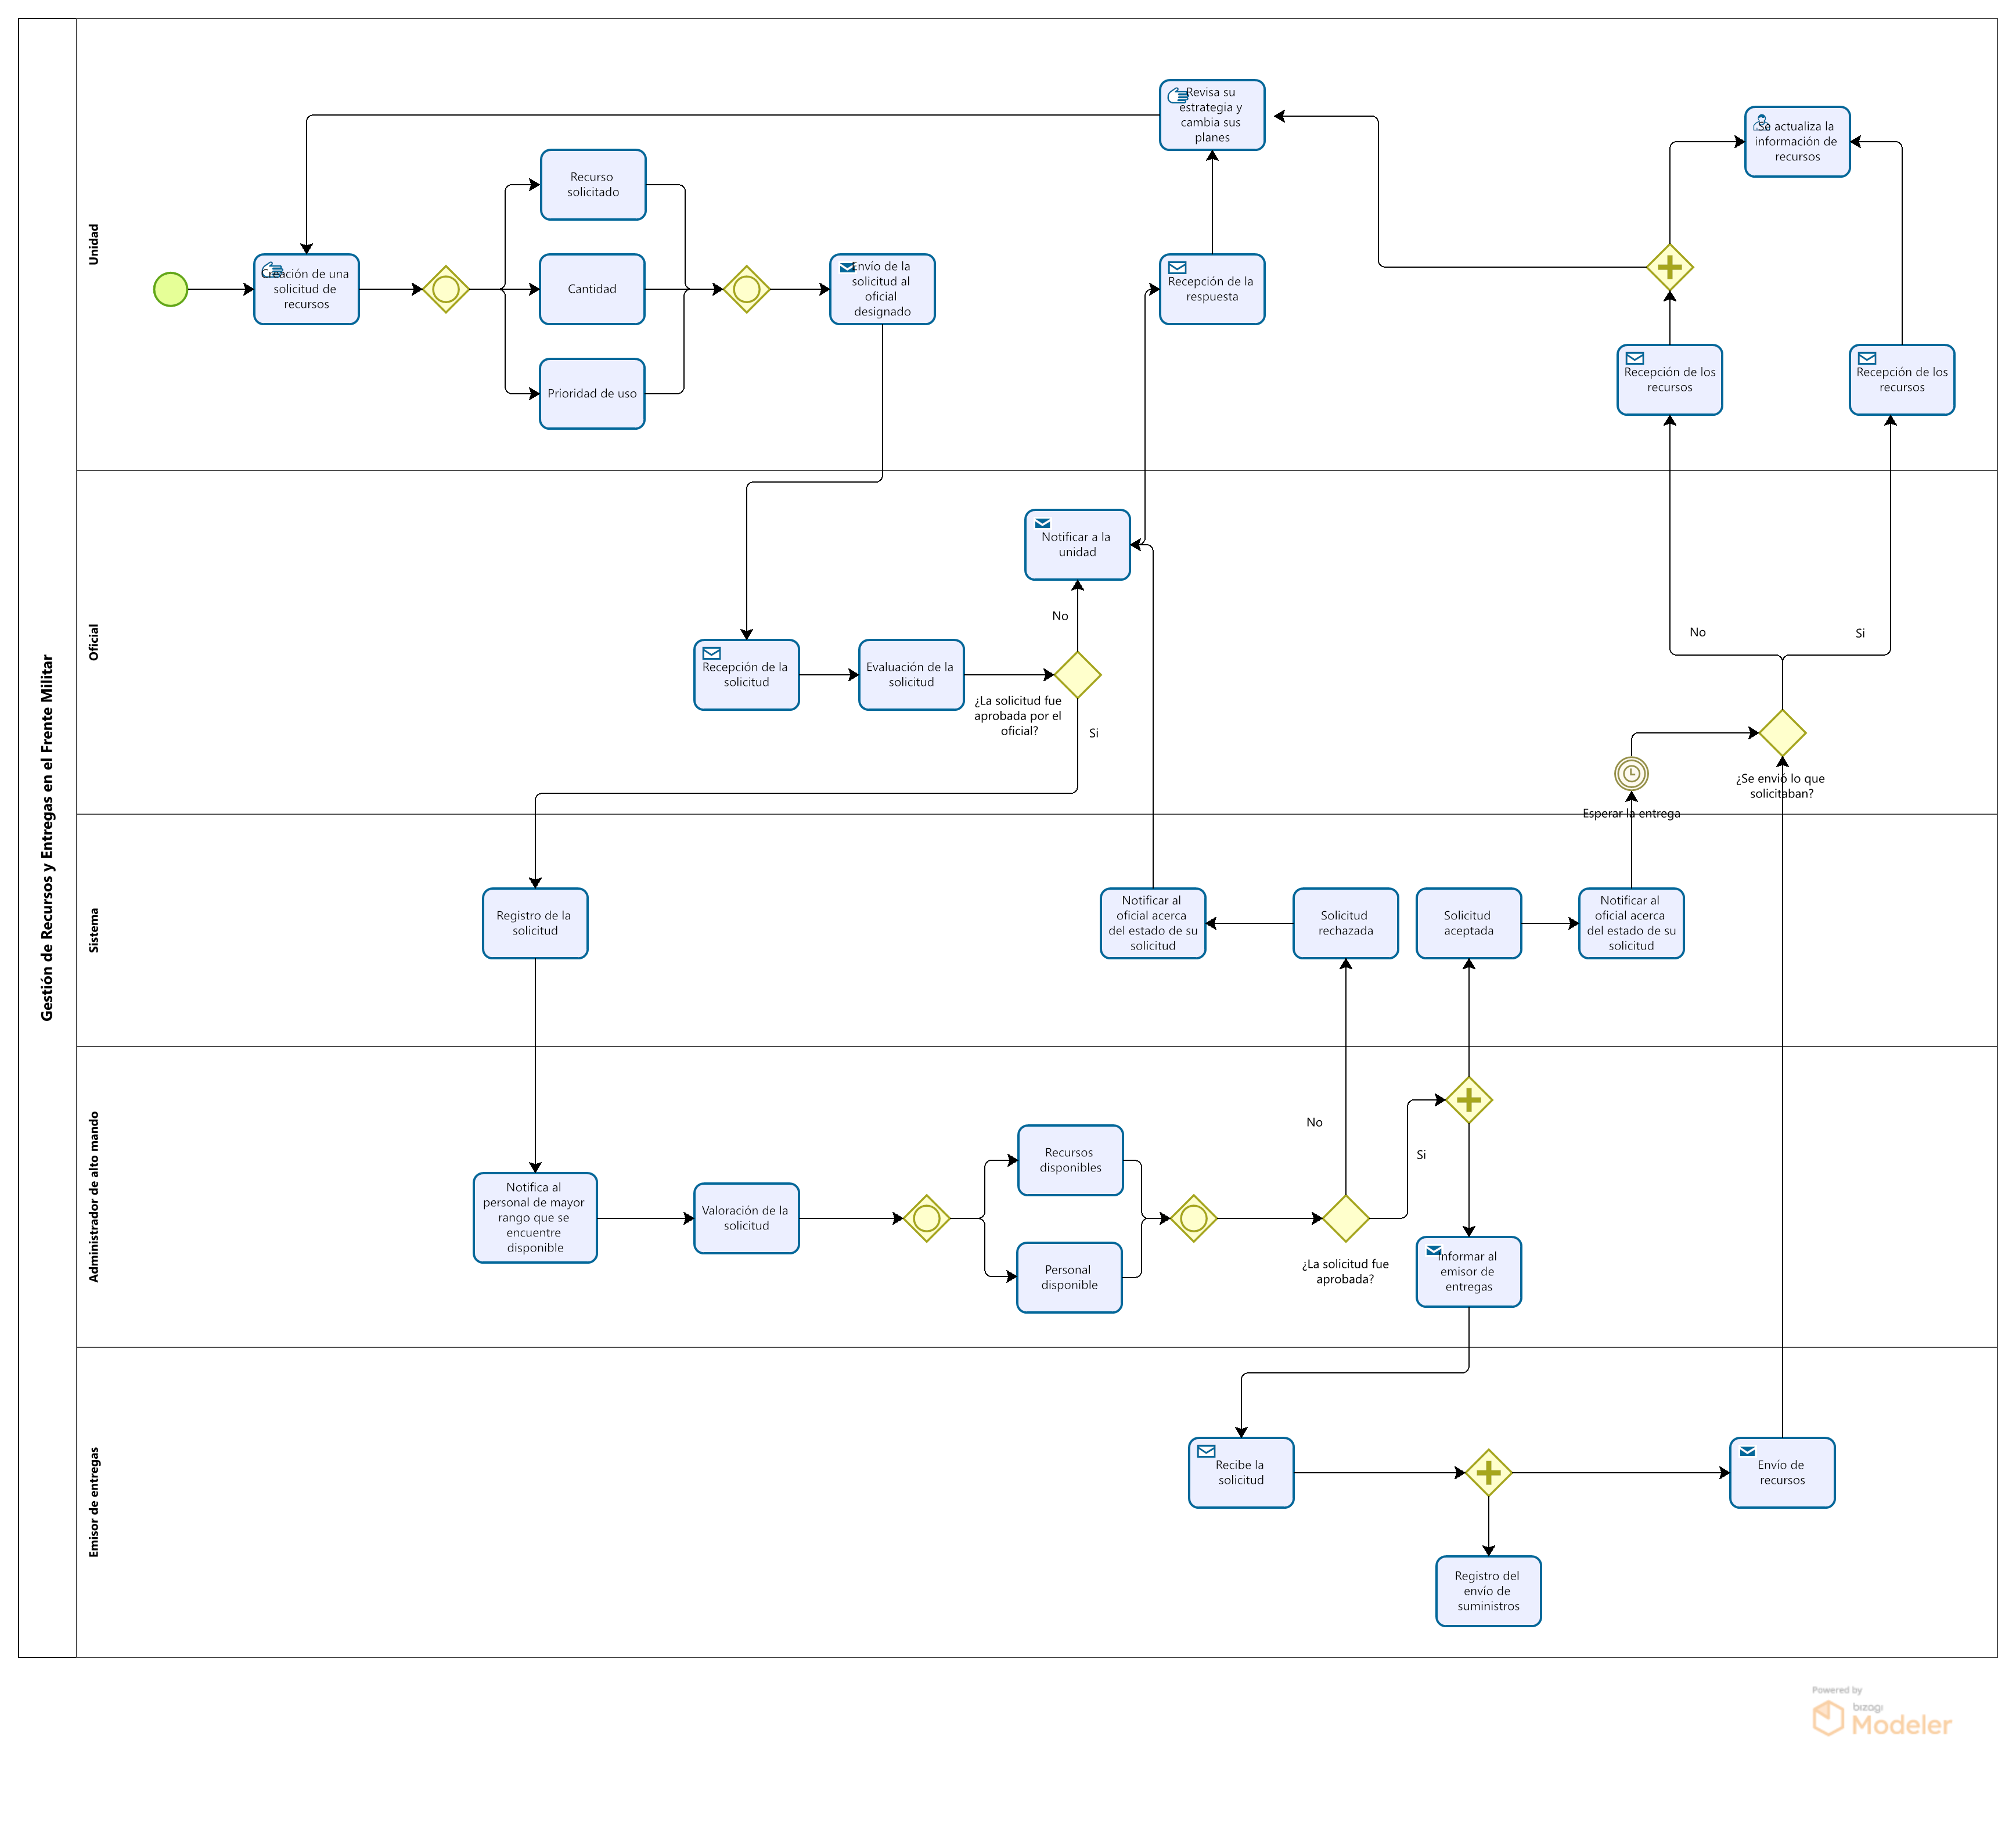 Gestión de Recursos y Entregas en el Frente Militar
Unidad
Revisa su
estrategia y
cambia sus
planes
Se actualiza la
información de
recursos
Recurso
solicitado
Creación de una
solicitud de
recursos
Cantidad
Envío de la
solicitud al
oficial
designado
Recepción de la
respuesta
Prioridad de uso
Recepción de los
recursos
Recepción de los
recursos
Oficial
Notificar a la
unidad
No
No
Si
Recepción de la
solicitud
Evaluación de la
solicitud
¿La solicitud fue
aprobada por el
oficial?
Si
¿Se envió lo que
solicitaban?
Esperar la entrega
Sistema
Registro de la
solicitud
Notificar al
oficial acerca
del estado de su
solicitud
Solicitud
rechazada
Solicitud
aceptada
Notificar al
oficial acerca
del estado de su
solicitud
Administrador de alto mando
No
Si
Recursos
disponibles
Notifica al
personal de mayor
rango que se
encuentre
disponible
Valoración de la
solicitud
Personal
disponible
¿La solicitud fue
aprobada?
Informar al
emisor de
entregas
Emisor de entregas
Recibe la
solicitud
Envío de
recursos
Registro del
envío de
suministros
Powered by
bizagi
Modeler